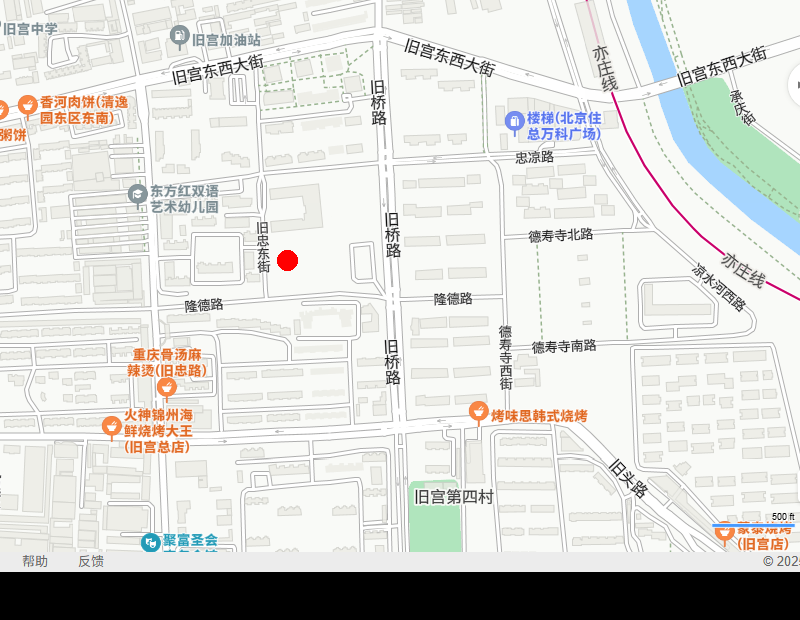 旧宫中学
旧宫加油站
旧宫东西大街
旧宫东西大街
亦庄线
旧宫东西大街
承庆街
香河肉饼(清逸
园东区东南)
粥饼
旧桥路
楼梯(北京住
总万科广场)
忠凉路
东方红双语
艺术幼儿园
旧忠东街
旧桥路
德寿寺北路
亦庄线
凉水河西路
隆德路
隆德路
旧桥路
德寿寺西街
德寿寺南路
重庆骨汤麻
辣烫(旧忠路)
火神锦州海
鲜烧烤大王
(旧宫总店)
烤味思韩式烧烤
旧头路
旧宫第四村
500 ft
(旧宫店)
聚富圣会
帮助
反馈